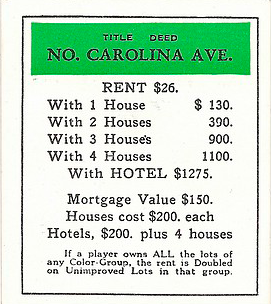 TITLE DEED
NO. CAROLINA AVE.
RENT $26.
With 1 House $ 130.
With 2 Houses 390.
With 3 House's 900.
With 4 Houses 1100.
With HOTEL $1275.
Mortgage Value $150.
Houses cost $200. each
Hotels, $200. plus 4 houses
If a player owns ALL the lots of
any Color-Group, the rent is Doubled
on Unimproved Lots in that group.